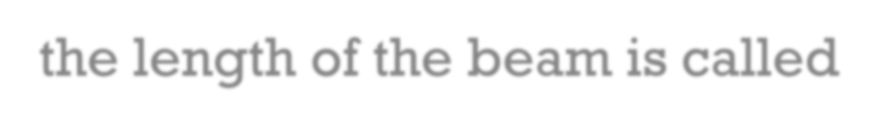 the length of the beam is called